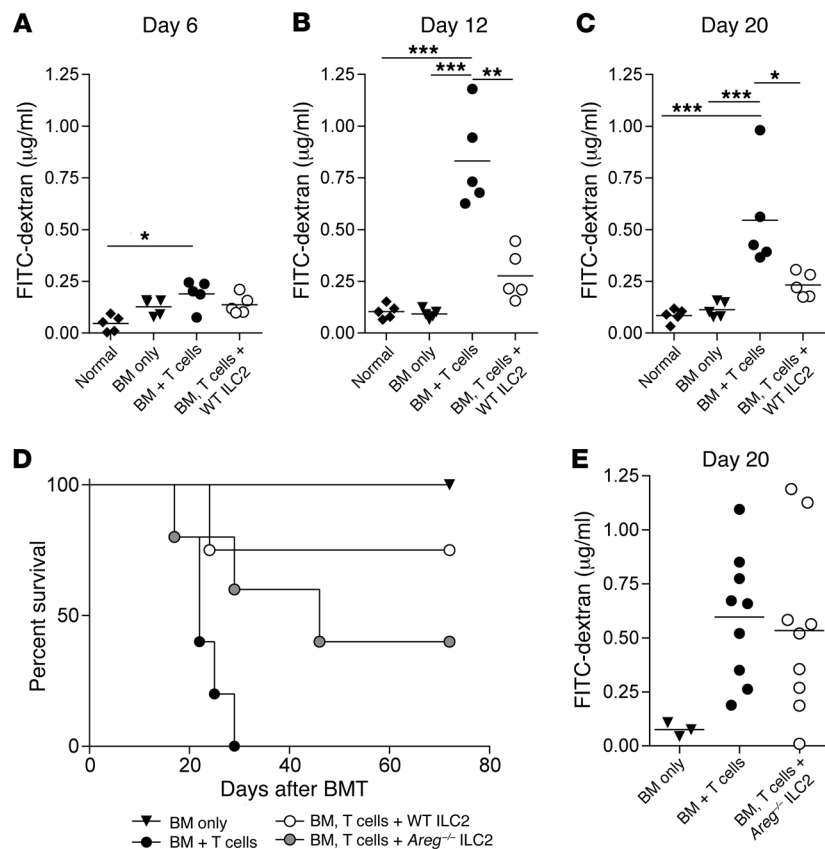 A
Day 6
FITC-dextran (μg/ml)
1.25
1.00
0.75
0.50
0.25
0.00
*
Normal
BM only
BM + T cells
BM, T cells +
WT ILC2
B
Day 12
FITC-dextran (μg/ml)
1.25
1.00
0.75
0.50
0.25
0.00
***
***
**
Normal
BM only
BM + T cells
BM, T cells +
WT ILC2
C
Day 20
FITC-dextran (μg/ml)
1.25
1.00
0.75
0.50
0.25
0.00
*
***
***
Normal
BM only
BM + T cells
BM, T cells +
WT ILC2
D
Percent survival
100
50
0
0 20 40 60 80
Days after BMT
BM only
BM + T cells
BM, T cells + WT ILC2
BM, T cells + Areg–/– ILC2
E
Day 20
FITC-dextran (μg/ml)
1.25
1.00
0.75
0.50
0.25
0.00
BM only
BM + T cells
BM, T cells +
Areg–/– ILC2